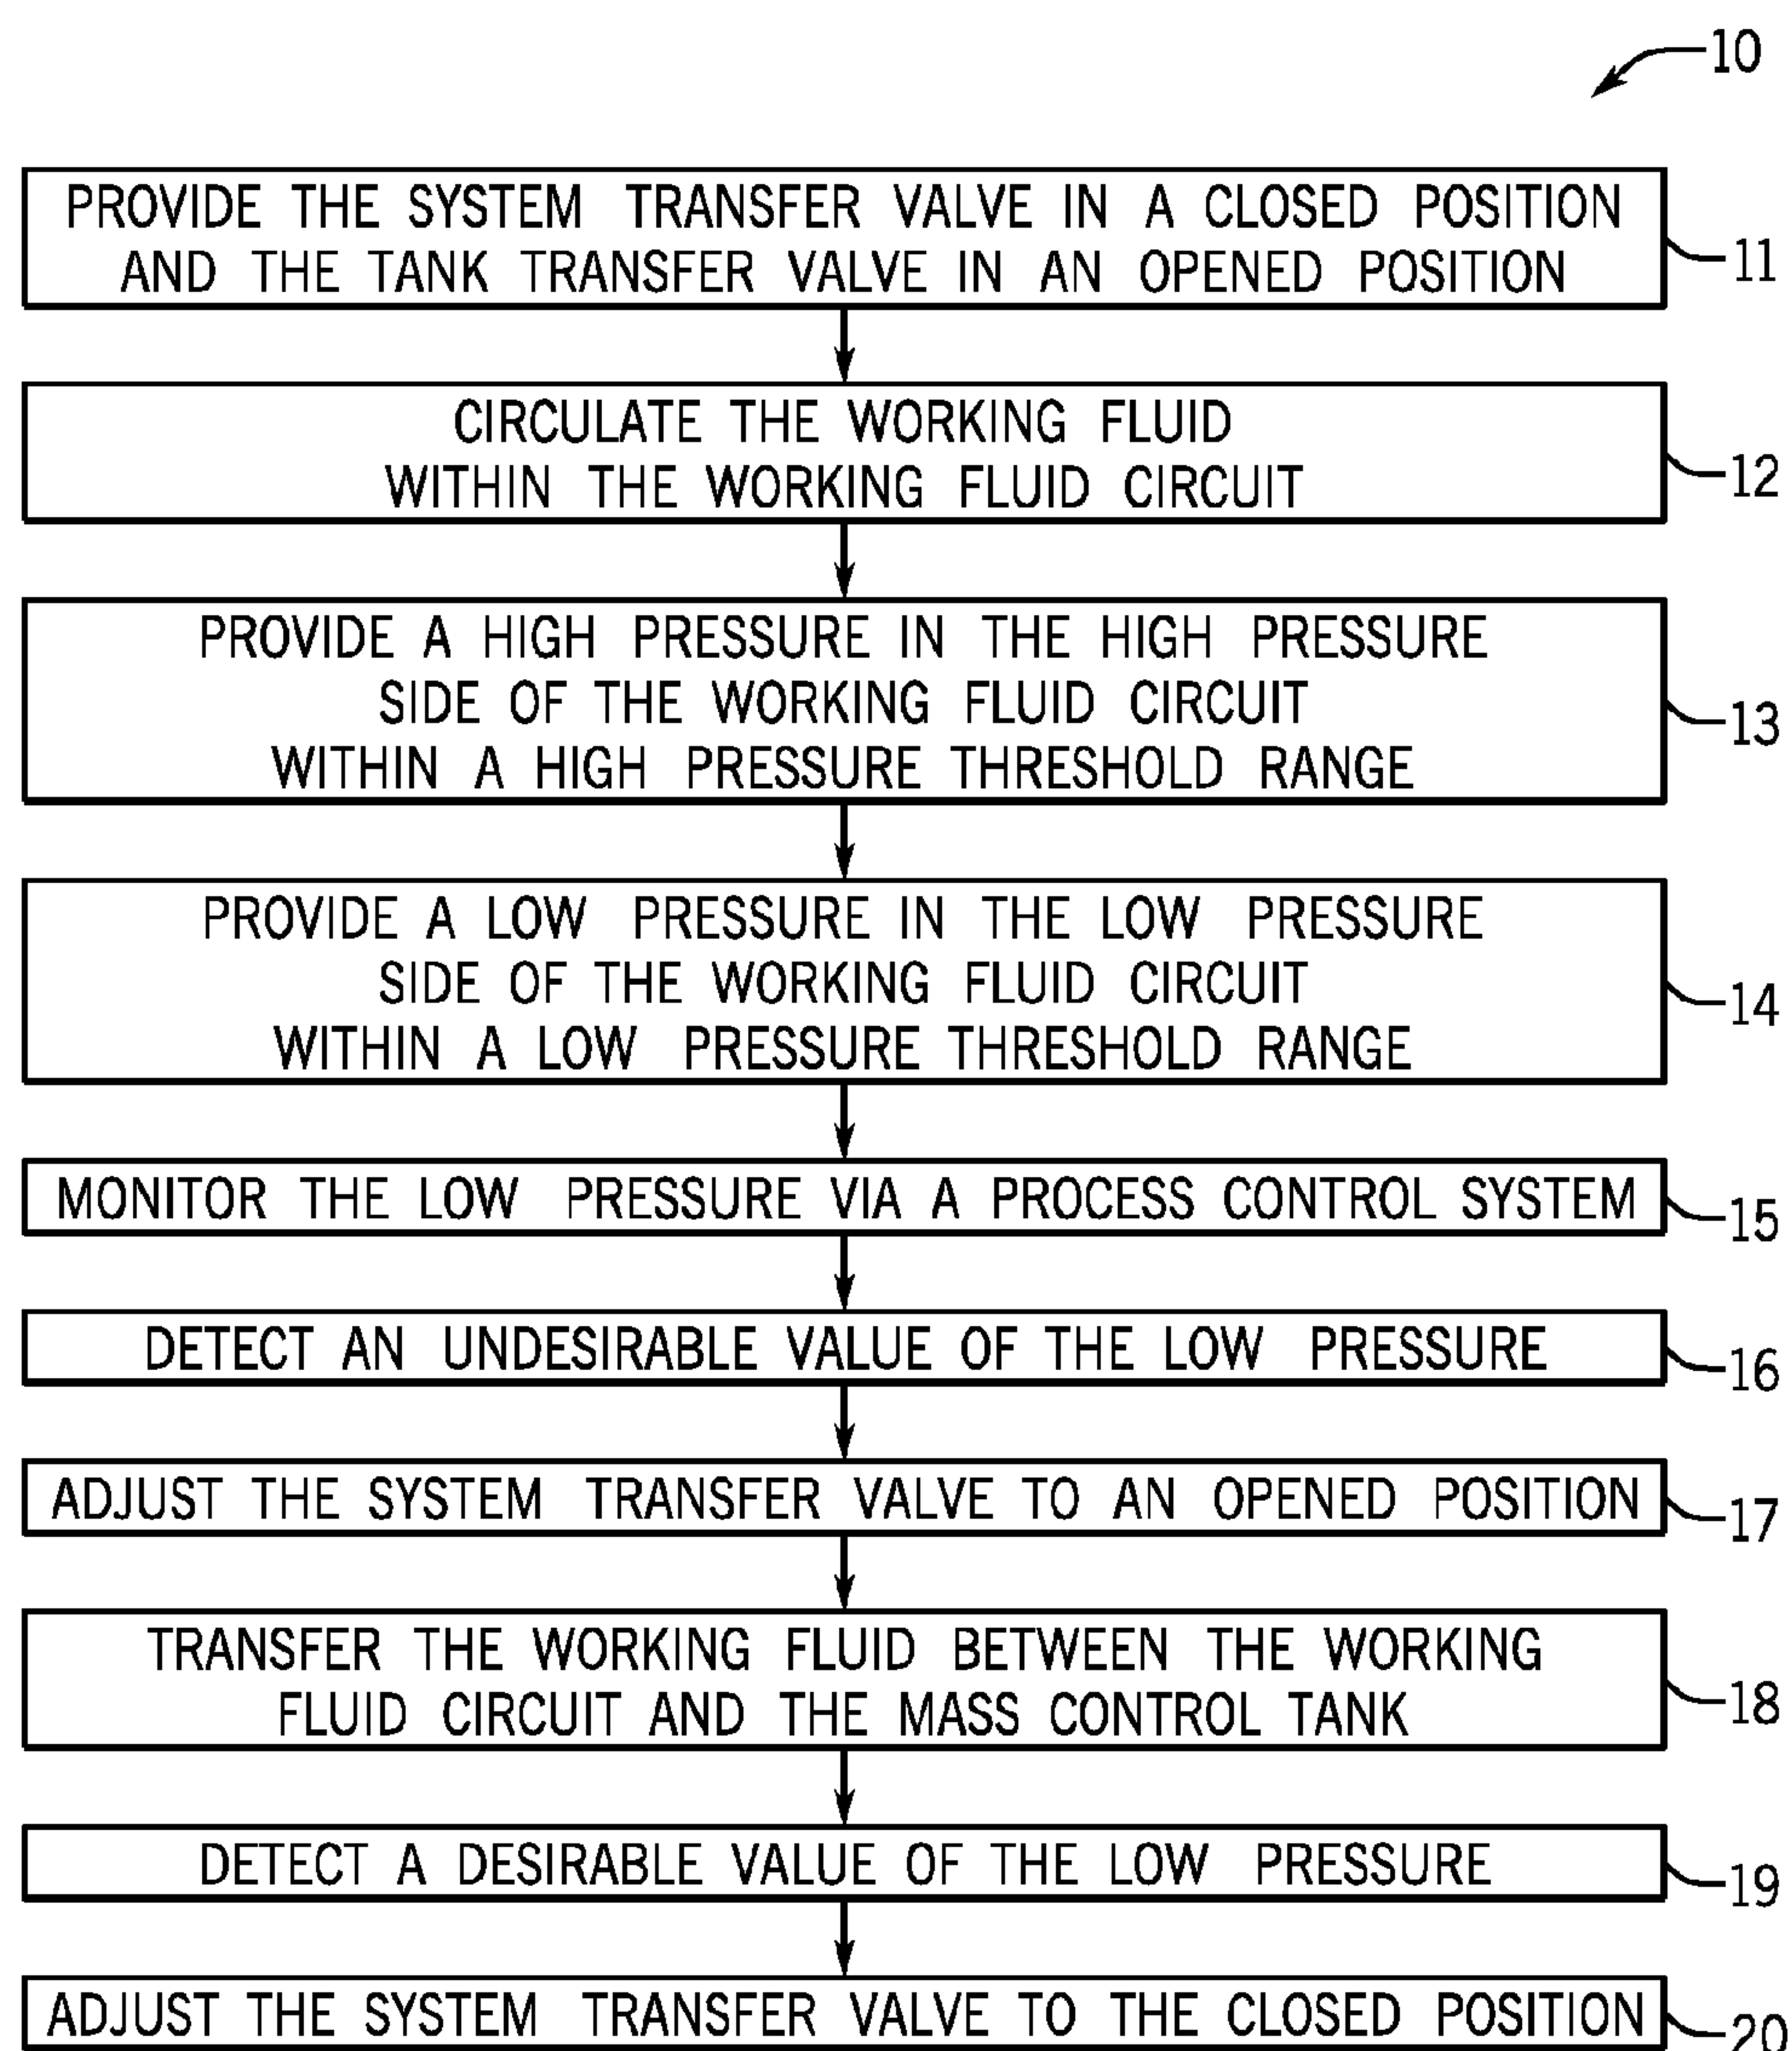 10
PROVIDE THE SYSTEM TRANSFER VALVE IN A CLOSED POSITION
AND THE TANK TRANSFER VALVE IN AN OPENED POSITION
11
CIRCULATE THE WORKING FLUID
WITHIN THE WORKING FLUID CIRCUIT
12
PROVIDE A HIGH PRESSURE IN THE HIGH PRESSURE
SIDE OF THE WORKING FLUID CIRCUIT
WITHIN A HIGH PRESSURE THRESHOLD RANGE
13
PROVIDE A LOW PRESSURE IN THE LOW PRESSURE
SIDE OF THE WORKING FLUID CIRCUIT
WITHIN A LOW PRESSURE THRESHOLD RANGE
14
MONITOR THE LOW PRESSURE VIA A PROCESS CONTROL SYSTEM
15
DETECT AN UNDESIRABLE VALUE OF THE LOW PRESSURE
16
ADJUST THE SYSTEM TRANSFER VALVE TO AN OPENED POSITION
17
TRANSFER THE WORKING FLUID BETWEEN THE WORKING
FLUID CIRCUIT AND THE MASS CONTROL TANK
18
DETECT A DESIRABLE VALUE OF THE LOW PRESSURE
19
ADJUST THE SYSTEM TRANSFER VALVE TO THE CLOSED POSITION
20